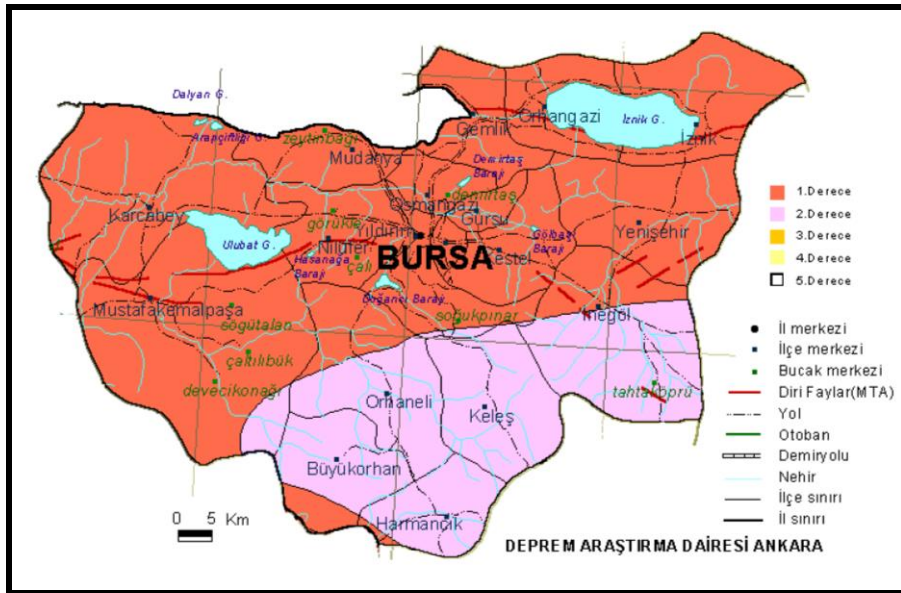 Dalyan G.
Arapçiftliği G.
zeytinbağı
Mudanya
Gemlik
Orhangazi
İznik G.
İznik
Demirtaş
Barajı
demirtaş
Osmangazi
Gürsu
Karcabey
görükle
Yıldırım
Ulubat G.
Nilüfer
Hasanağa
Barajı
çalı
BURSA
Kestel
Gölbaşı
Barajı
Yenişehir
Mustafakemalpaşa
Doğancı Barajı
soğukpınar
İnegöl
söğütalan
çaltılıbük
devecikonağı
tahtaköprü
Orhaneli
Keleş
Büyükorhan
Harmancık
0 5 Km
1.Derece
2.Derece
3.Derece
4.Derece
5.Derece
İl merkezi
İlçe merkezi
Bucak merkezi
Diri Faylar(MTA)
Yol
Otoban
Demiryolu
Nehir
İlçe sınırı
İl sınırı
DEPREM ARAŞTIRMA DAİRESİ ANKARA